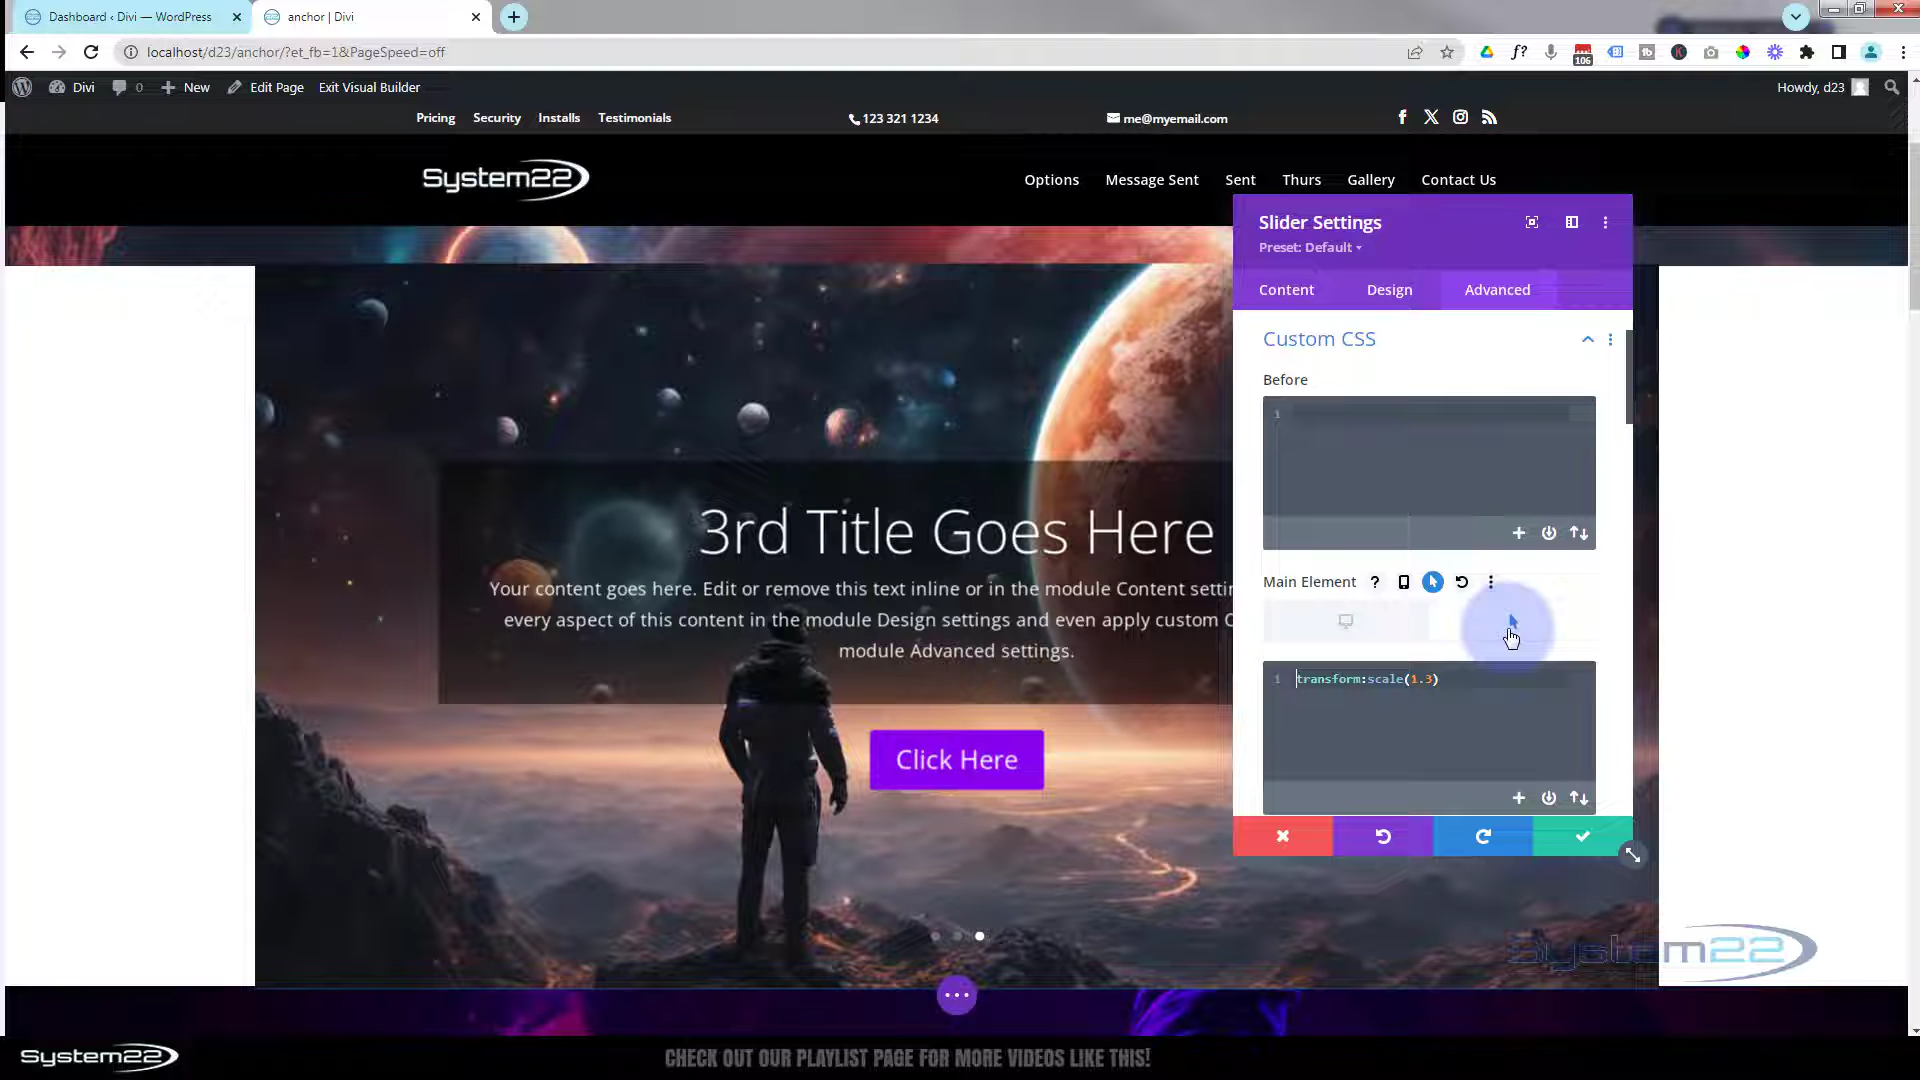 Dashboard ‹ Divi — WordPress
anchor | Divi
localhost/d23/anchor/?et_fb=1&PageSpeed=off
f?
tb
K
106
Divi
0
New
Edit Page
Exit Visual Builder
Howdy, d23
Pricing
Security
Installs
Testimonials
123 321 1234
me@myemail.com
System22
Options
Message Sent
Sent
Thurs
Gallery
Contact Us
Slider Settings
Preset: Default
Content
Design
Advanced
Custom CSS
Before
1
Main Element ?
1 transform:scale(1.3)
3rd Title Goes Here
Your content goes here. Edit or remove this text inline or in the module Content
every aspect of this content in the module Design settings and even apply custom
module Advanced settings.
Click Here
System22
System22
CHECK OUT OUR PLAYLIST PAGE FOR MORE VIDEOS LIKE THIS!